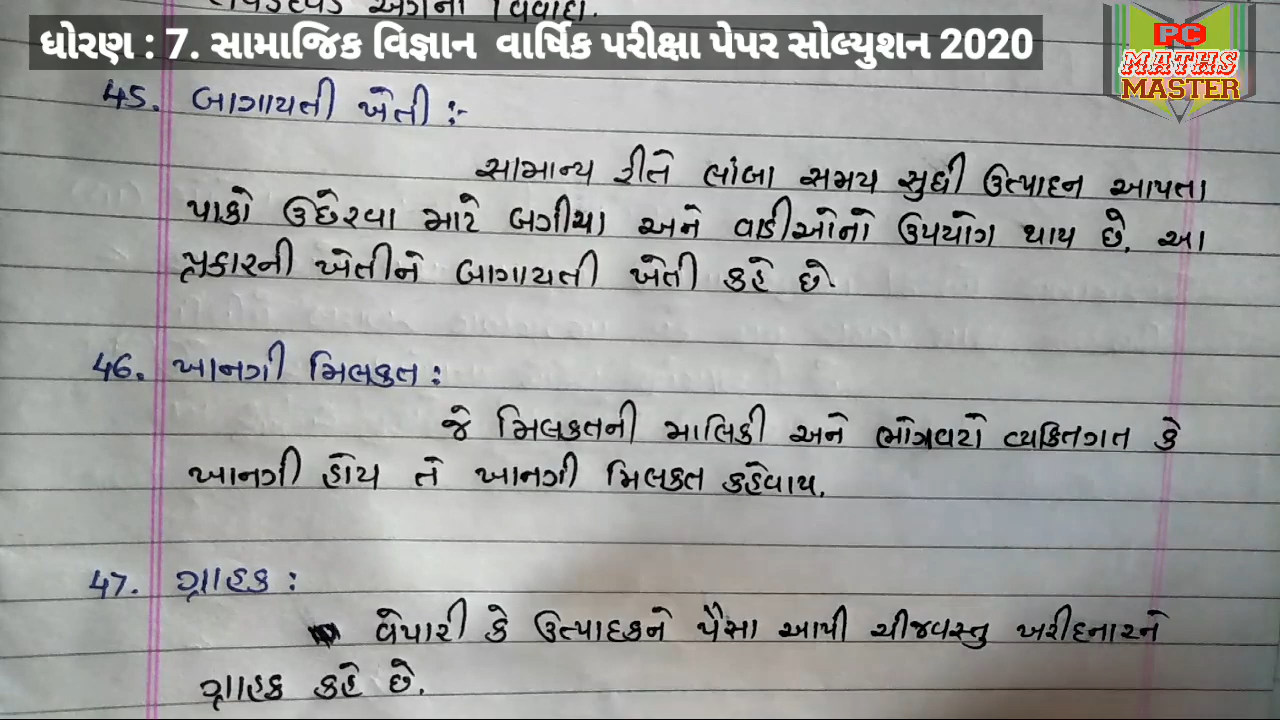 અંગેના વિવાદો.
ધોરણ : 7. સામાજિક વિજ્ઞાન વાર્ષિક પરીક્ષા પેપર સોલ્યુશન 2020
PC
MATHS
MASTER
45. બાગાયતી ખેતી :-
સામાન્ય રીતે લાંબા સમય સુધી ઉત્પાદન આપતા
પાકો ઉછેરવા માટે બગીચા અને વાડીઓનો ઉપયોગ થાય છે. આ
પ્રકારની ખેતીને બાગાયતી ખેતી કહે છે.
46. ખાનગી મિલકત :
જે મિલકતની માલિકી અને ભોગવટો વ્યકિતગત કે
ખાનગી હોય તે ખાનગી મિલકત કહેવાય.
47. ગ્રાહક :
વેપારી કે ઉત્પાદકને પૈસા આપી ચીજવસ્તુ ખરીદનારને
ગ્રાહક કહે છે.